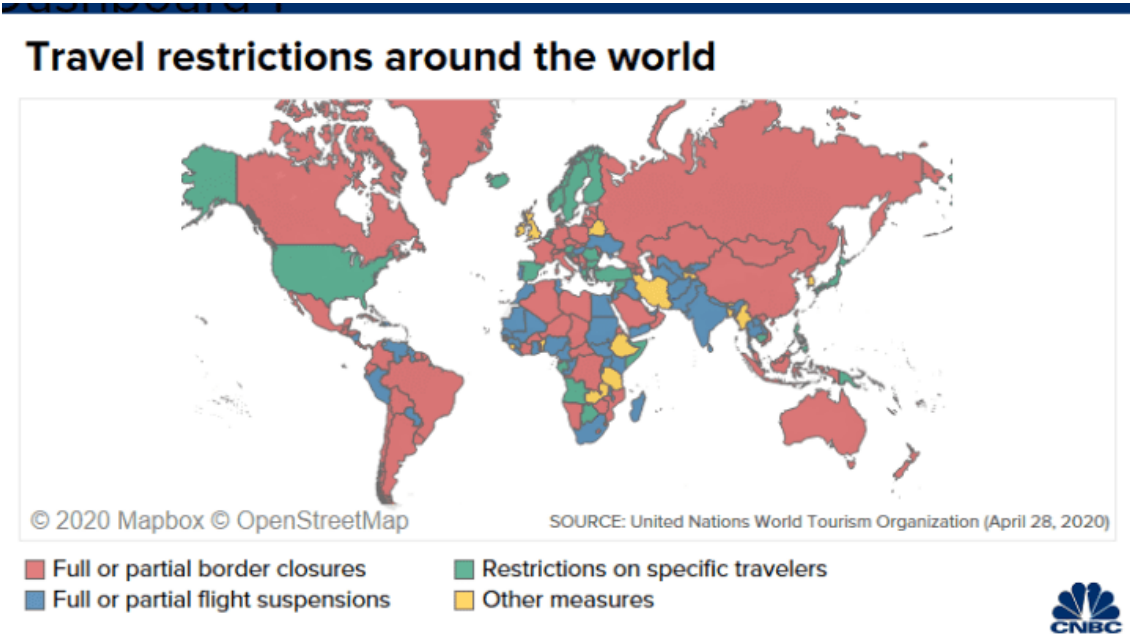 Travel restrictions around the world
© 2020 Mapbox © OpenStreetMap
SOURCE: United Nations World Tourism Organization (April 28, 2020)
Full or partial border closures
Restrictions on specific travelers
Full or partial flight suspensions
Other measures
CNBC